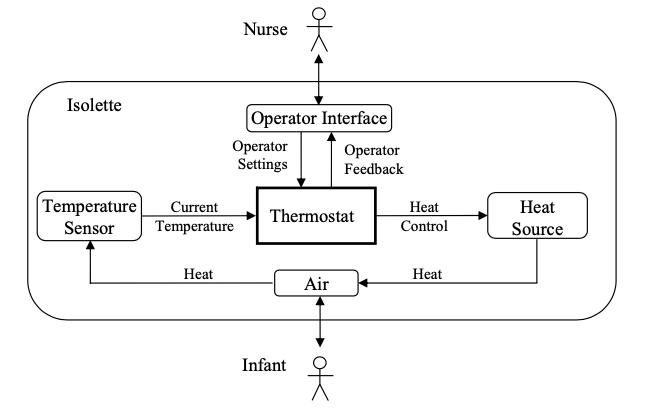 Nurse
Isolette
Operator Interface
Operator
Settings
Operator
Feedback
Temperature
Sensor
Current
Temperature
Thermostat
Heat
Control
Heat
Source
Heat
Air
Heat
Infant